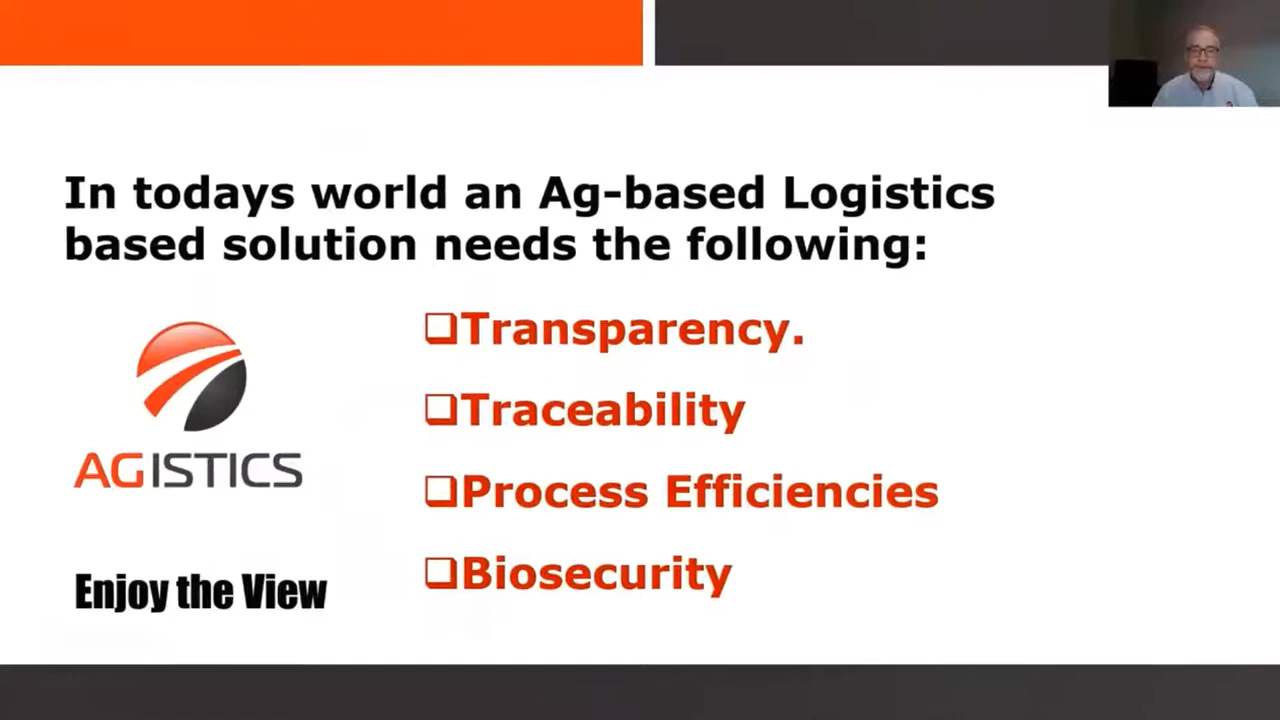 In todays world an Ag-based Logistics
based solution needs the following:
❑Transparency.
❑Traceability
❑Process Efficiencies
❑Biosecurity
AGISTICS
Enjoy the View